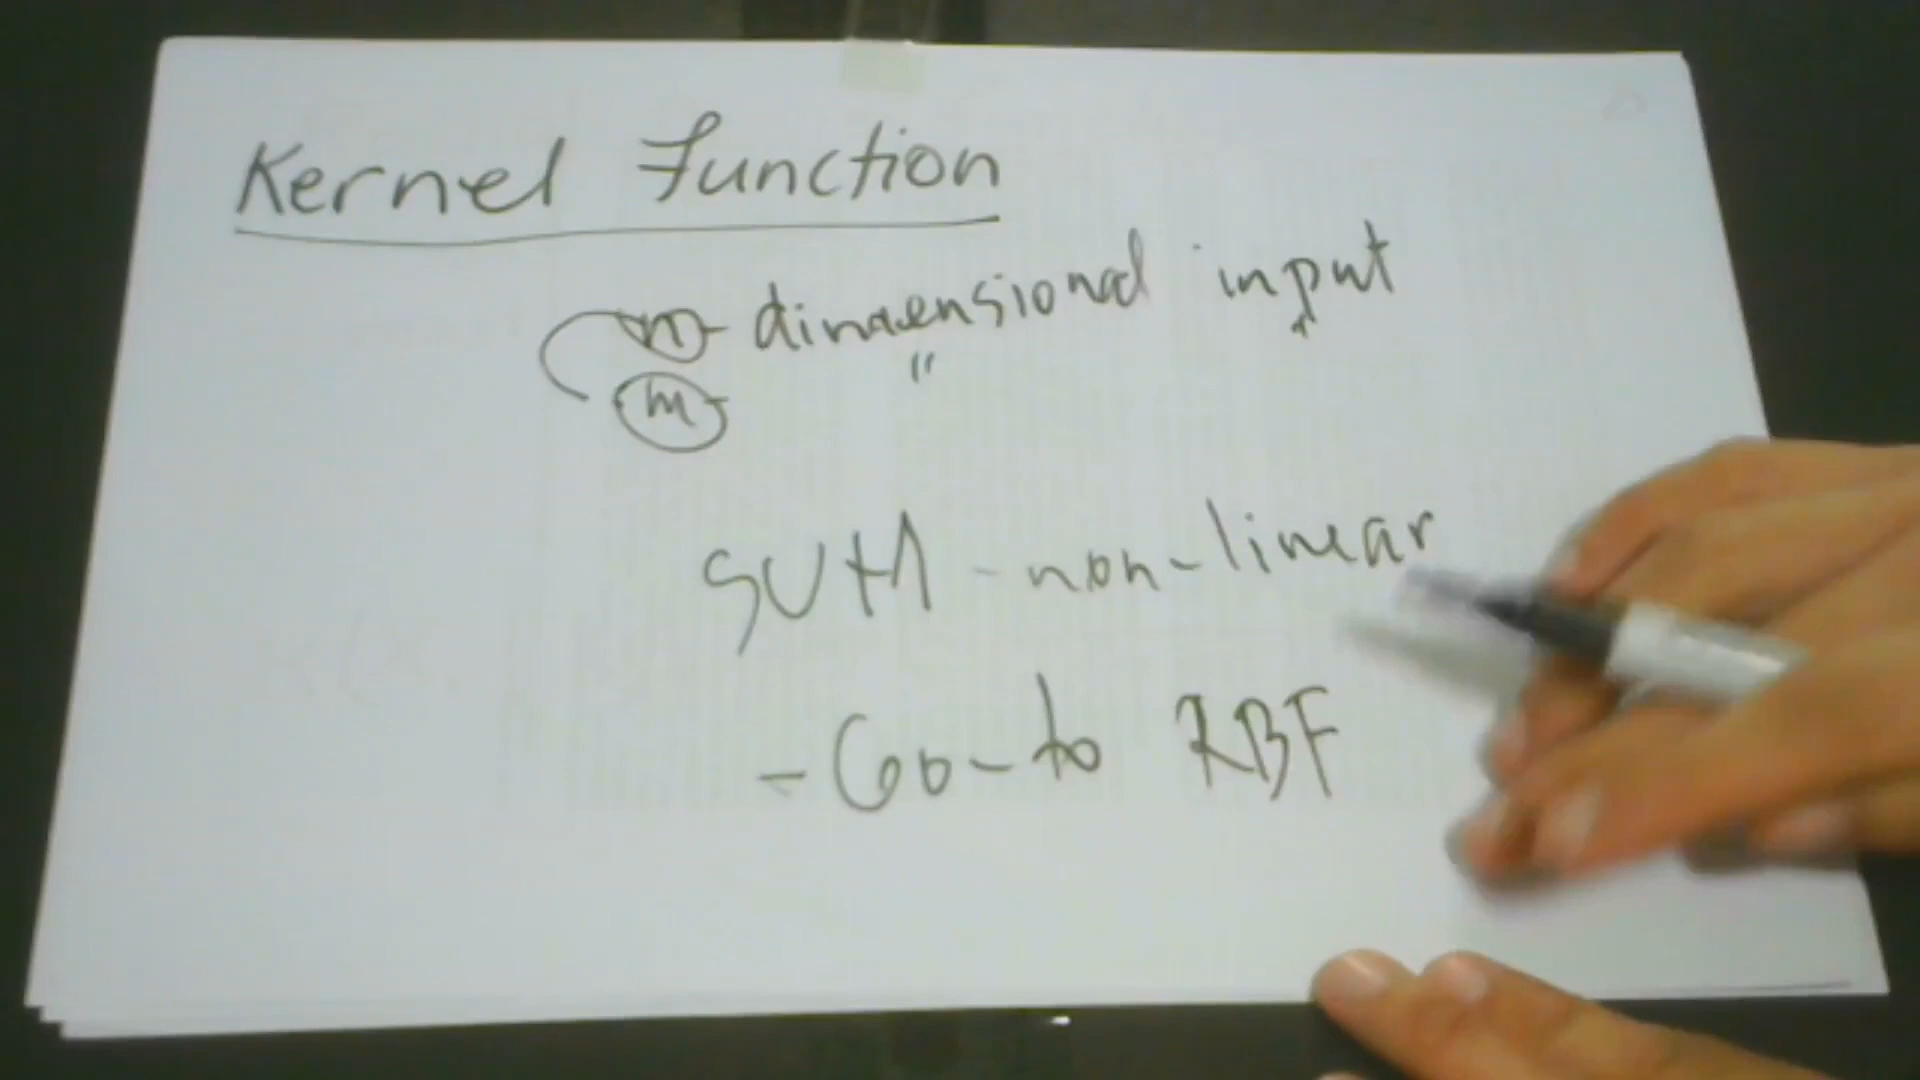 Kernel Function
n- dimensional input
m- "
SVM - non-linear
- Go-to RBF